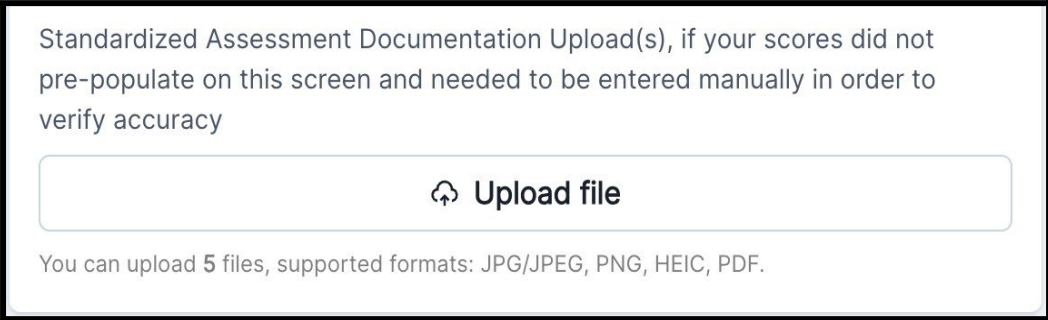 Standardized Assessment Documentation Upload(s), if your scores did not
pre-populate on this screen and needed to be entered manually in order to
verify accuracy
Upload file
You can upload 5 files, supported formats: JPG/JPEG, PNG, HEIC, PDF.